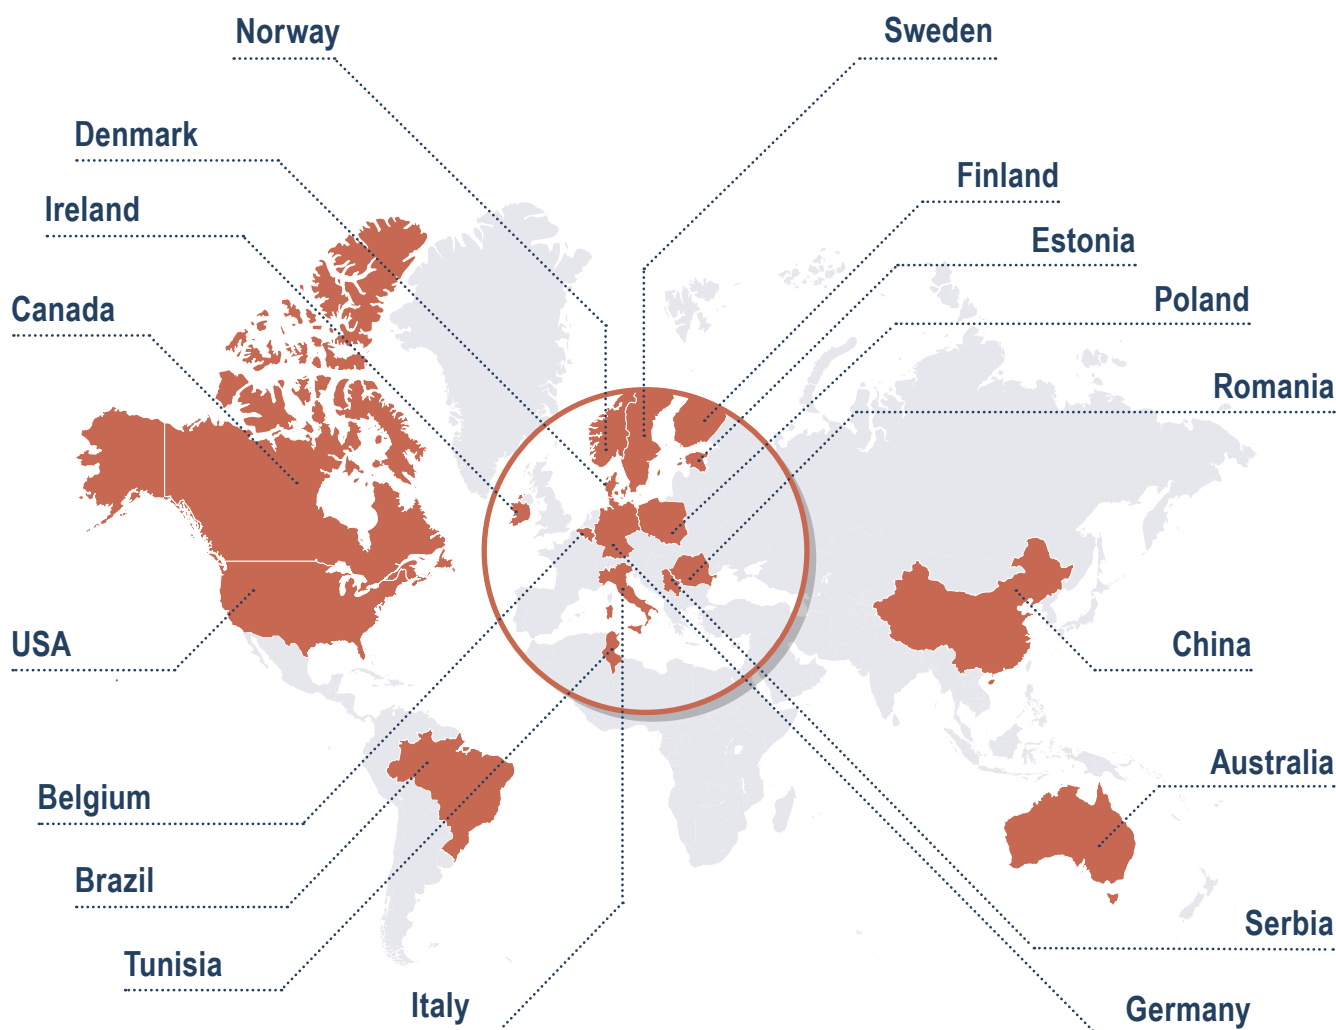 Norway
Sweden
Denmark
Finland
Ireland
Estonia
Canada
Poland
Romania
USA
China
Australia
Belgium
Brazil
Serbia
Tunisia
Italy
Germany